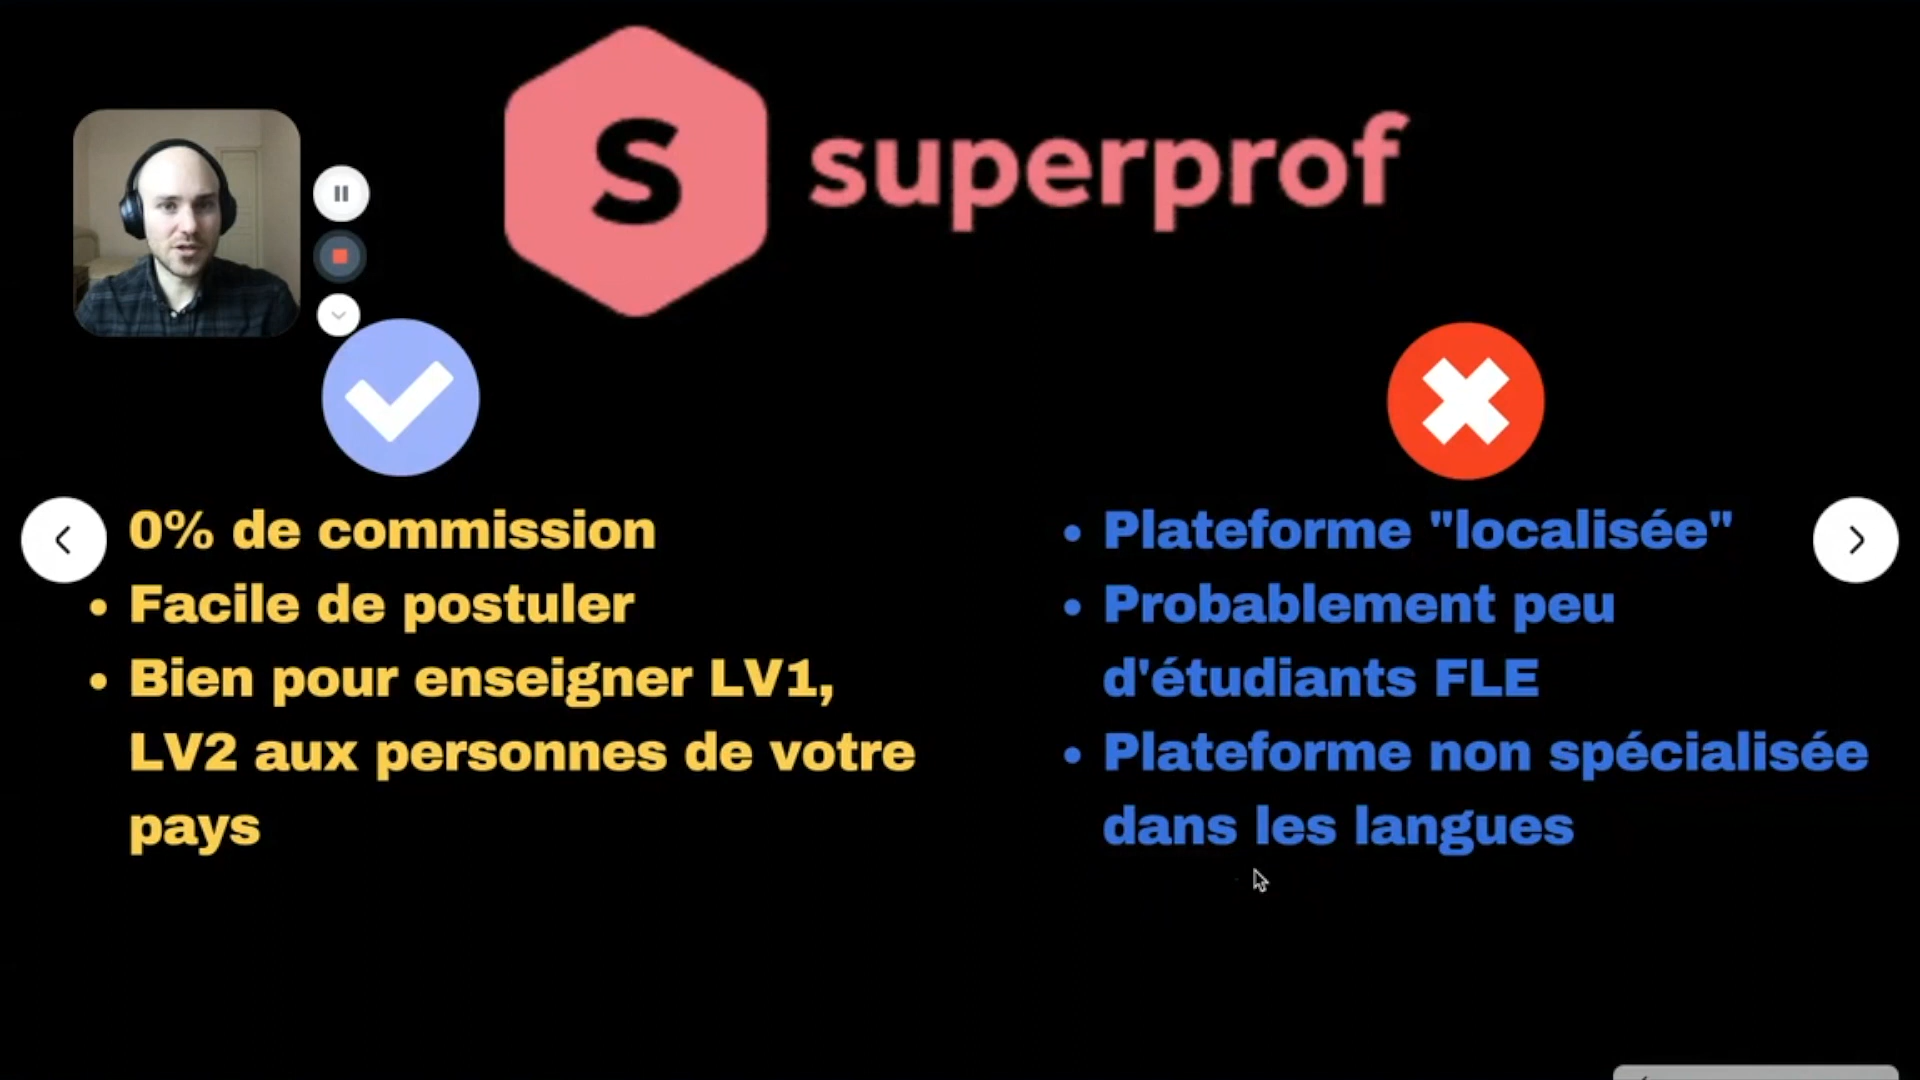 S superprof
0% de commission
• Facile de postuler
• Bien pour enseigner LV1,
LV2 aux personnes de votre
pays
• Plateforme "localisée"
• Probablement peu
d'étudiants FLE
• Plateforme non spécialisée
dans les langues